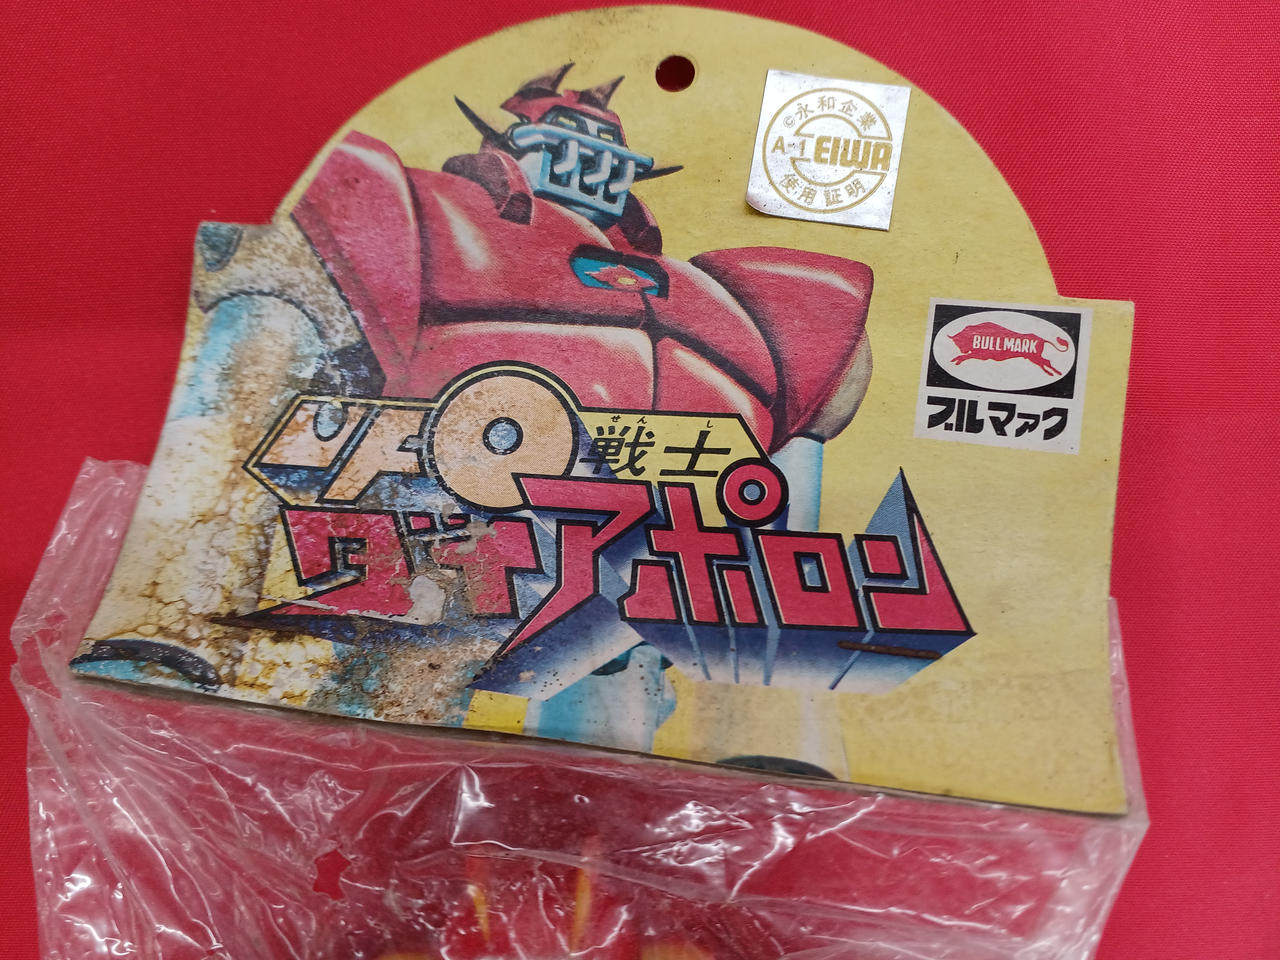 ©永和企業
A-1 EIWA
使用証明
BULLMARK
ブルマァク
UFO戦士
せんし
ダイアポロン